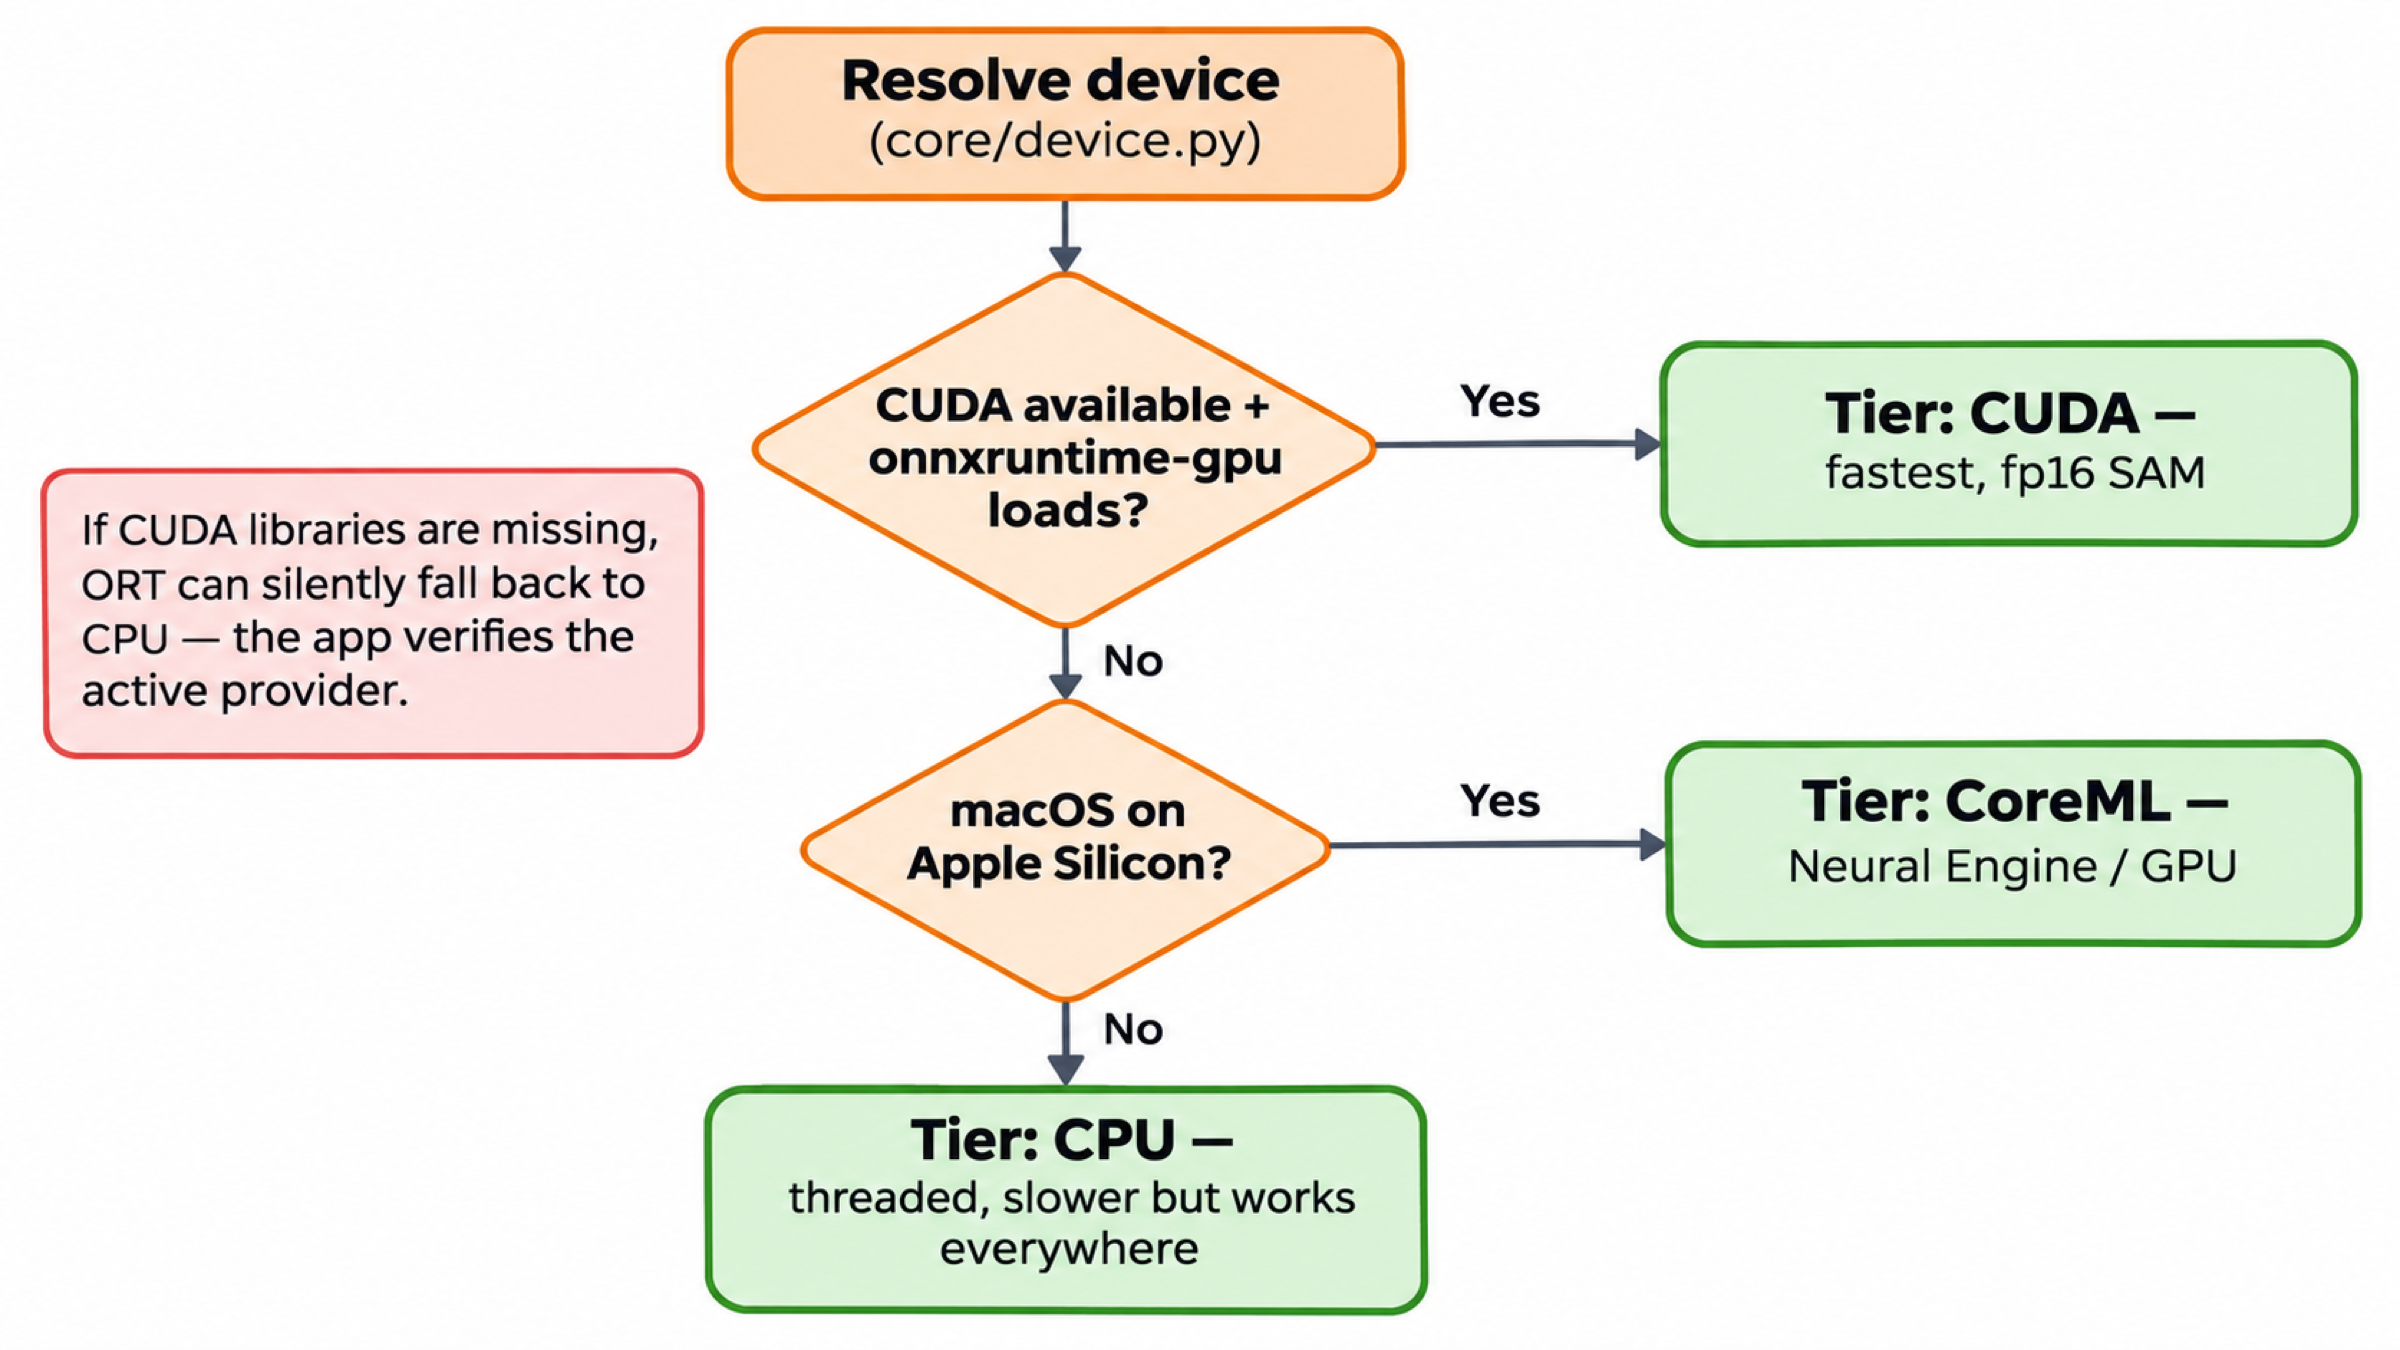 Resolve device
(core/device.py)
CUDA available +
onnxruntime-gpu
loads?
Yes
Tier: CUDA —
fastest, fp16 SAM
If CUDA libraries are missing,
ORT can silently fall back to
CPU — the app verifies the
active provider.
No
macOS on
Apple Silicon?
Yes
Tier: CoreML —
Neural Engine / GPU
No
Tier: CPU —
threaded, slower but works
everywhere